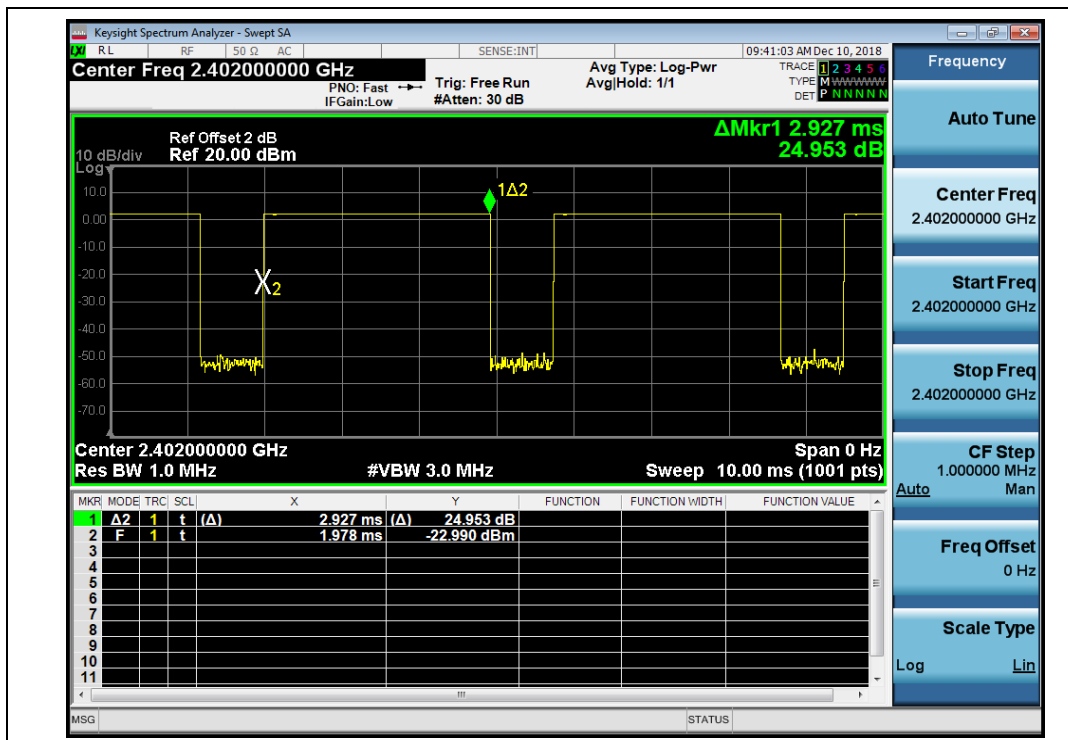 Keysight Spectrum Analyzer - Swept SA
LXI RL RF 50 Ω AC SENSE:INT 09:41:03 AM Dec 10, 2018
Center Freq 2.402000000 GHz
PNO: Fast
IFGain:Low
Trig: Free Run
#Atten: 30 dB
Avg Type: Log-Pwr
Avg|Hold: 1/1
TRACE 1 2 3 4 5 6
TYPE M WWWWW
DET P N N N N N
ΔMkr1 2.927 ms
24.953 dB
Ref Offset 2 dB
10 dB/div Ref 20.00 dBm
Log
10.0
0.00
-10.0
-20.0
-30.0
-40.0
-50.0
-60.0
-70.0
1Δ2
X2
Center 2.402000000 GHz Span 0 Hz
Res BW 1.0 MHz #VBW 3.0 MHz Sweep 10.00 ms (1001 pts)
MKR MODE TRC SCL X Y FUNCTION FUNCTION WIDTH FUNCTION VALUE
1 Δ2 1 t (Δ) 2.927 ms (Δ) 24.953 dB
2 F 1 t 1.978 ms -22.990 dBm
3
4
5
6
7
8
9
10
11
MSG STATUS
Frequency
Auto Tune
Center Freq
2.402000000 GHz
Start Freq
2.402000000 GHz
Stop Freq
2.402000000 GHz
CF Step
1.000000 MHz
Auto Man
Freq Offset
0 Hz
Scale Type
Log Lin